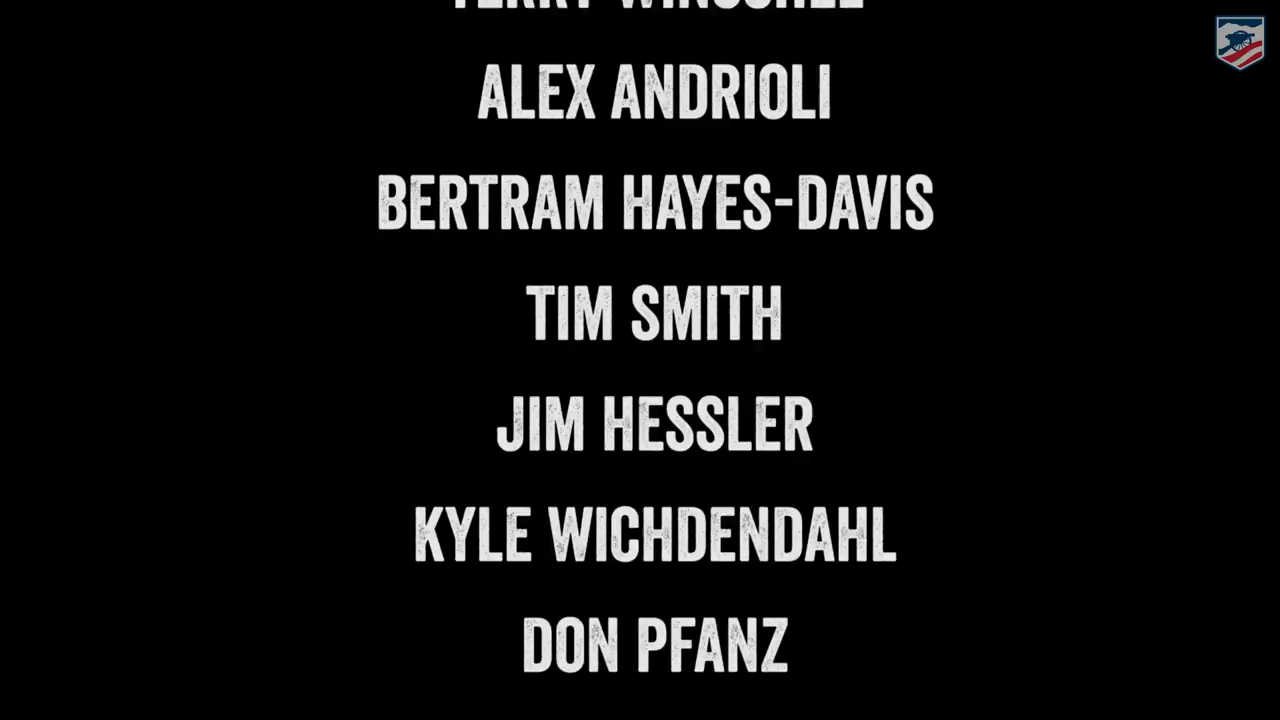 ALEX ANDRIOLI
BERTRAM HAYES-DAVIS
TIM SMITH
JIM HESSLER
KYLE WICHDENDAHL
DON PFANZ